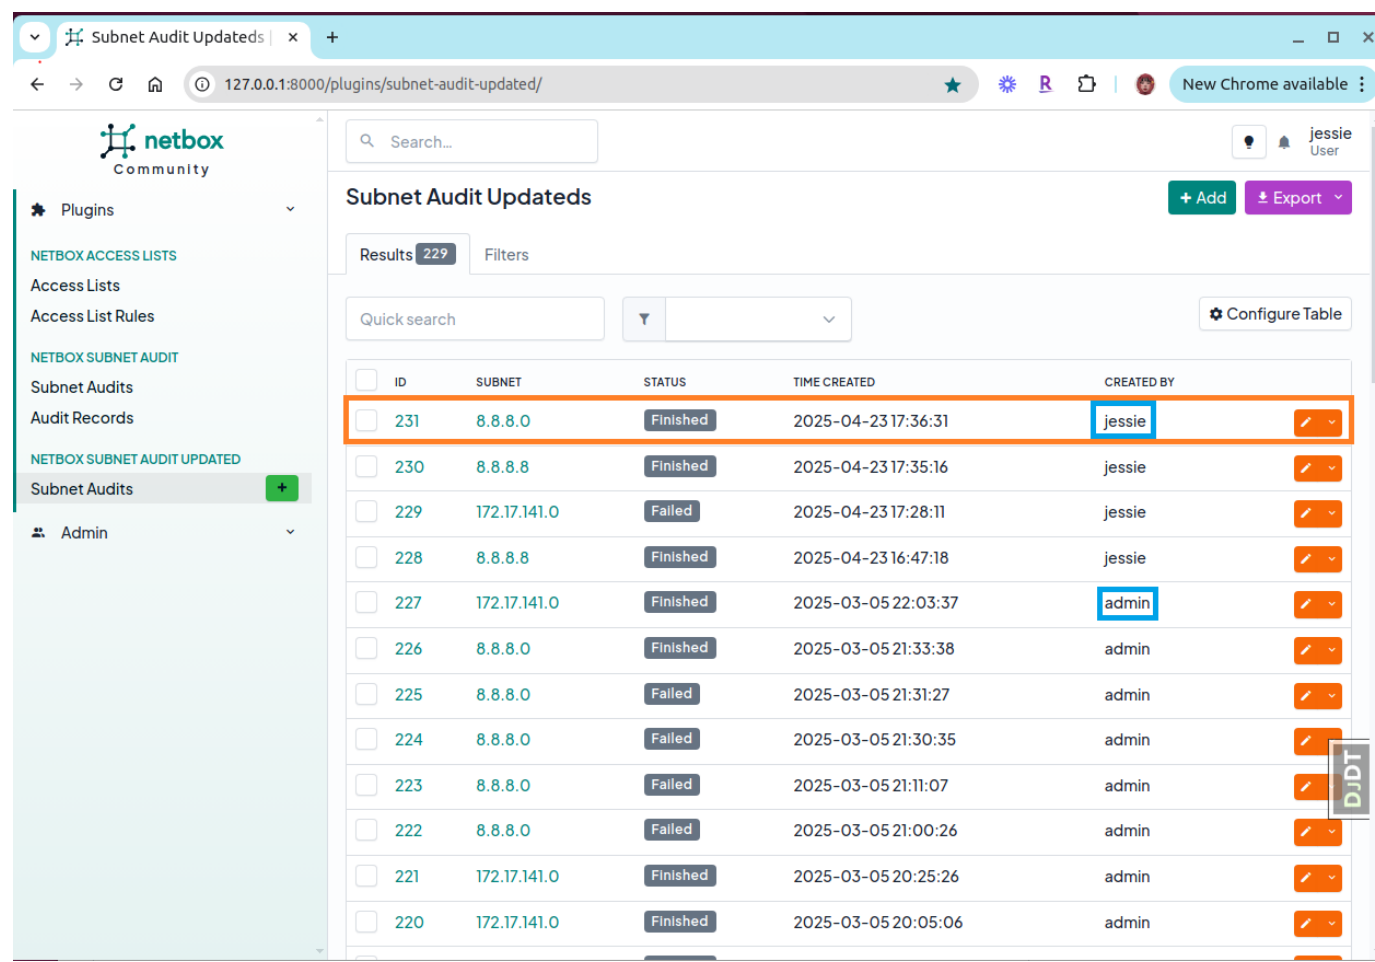 Subnet Audit Updateds |
127.0.0.1:8000/plugins/subnet-audit-updated/
New Chrome available
netbox
Community
Plugins
NETBOX ACCESS LISTS
Access Lists
Access List Rules
NETBOX SUBNET AUDIT
Subnet Audits
Audit Records
NETBOX SUBNET AUDIT UPDATED
Subnet Audits
Admin
Search...
jessie
User
Subnet Audit Updateds
+ Add
Export
Results 229
Filters
Quick search
Configure Table
ID SUBNET STATUS TIME CREATED CREATED BY
231 8.8.8.0 Finished 2025-04-23 17:36:31 jessie
230 8.8.8.8 Finished 2025-04-23 17:35:16 jessie
229 172.17.141.0 Failed 2025-04-23 17:28:11 jessie
228 8.8.8.8 Finished 2025-04-23 16:47:18 jessie
227 172.17.141.0 Finished 2025-03-05 22:03:37 admin
226 8.8.8.0 Finished 2025-03-05 21:33:38 admin
225 8.8.8.0 Failed 2025-03-05 21:31:27 admin
224 8.8.8.0 Failed 2025-03-05 21:30:35 admin
223 8.8.8.0 Failed 2025-03-05 21:11:07 admin
222 8.8.8.0 Failed 2025-03-05 21:00:26 admin
221 172.17.141.0 Finished 2025-03-05 20:25:26 admin
220 172.17.141.0 Finished 2025-03-05 20:05:06 admin
DJDT